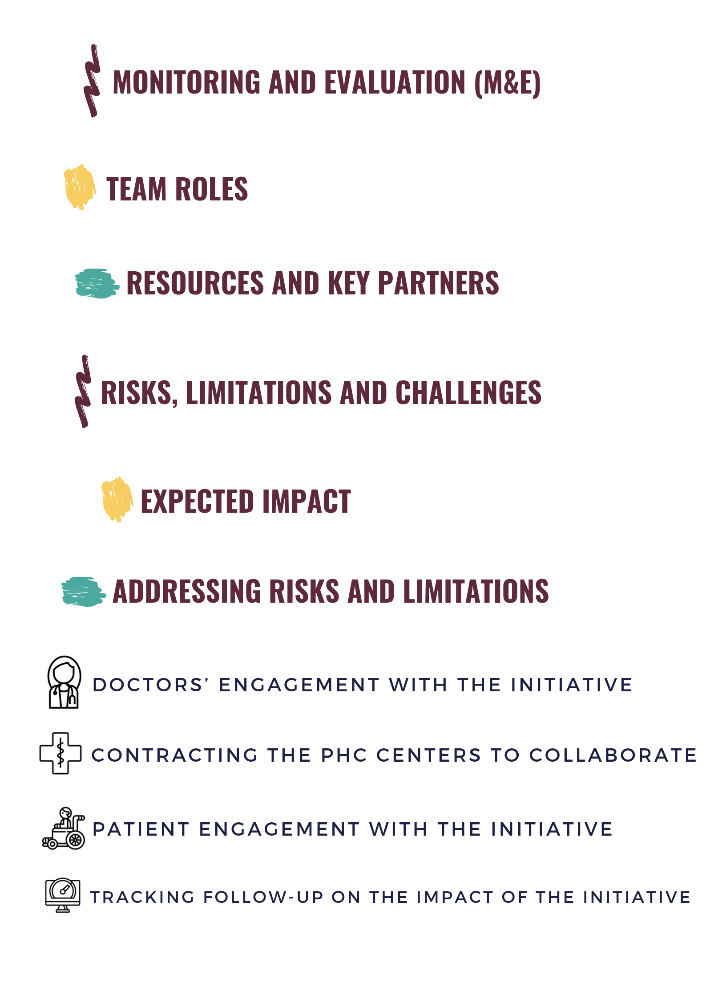 MONITORING AND EVALUATION (M&E)
TEAM ROLES
RESOURCES AND KEY PARTNERS
RISKS, LIMITATIONS AND CHALLENGES
EXPECTED IMPACT
ADDRESSING RISKS AND LIMITATIONS
DOCTORS’ ENGAGEMENT WITH THE INITIATIVE
CONTRACTING THE PHC CENTERS TO COLLABORATE
PATIENT ENGAGEMENT WITH THE INITIATIVE
TRACKING FOLLOW-UP ON THE IMPACT OF THE INITIATIVE